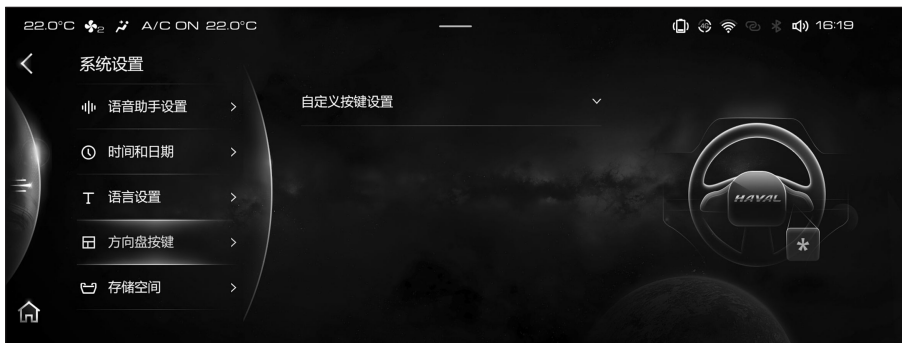 22.0°C 2 A/C ON 22.0°C 4G 16:19
系统设置
语音助手设置
自定义按键设置
时间和日期
语言设置
HAVAL
方向盘按键
存储空间